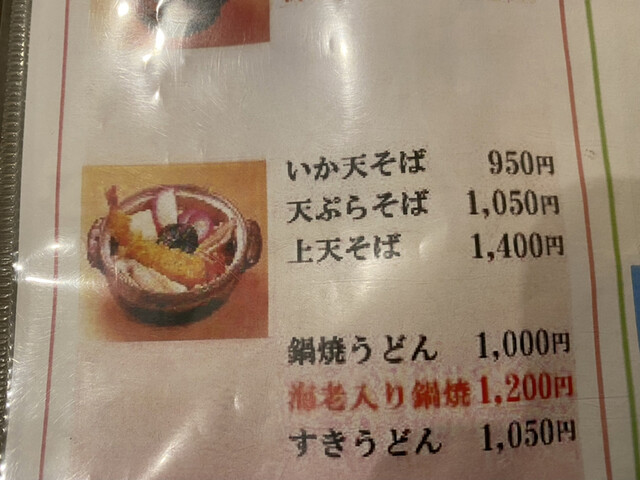 いか天そば 950円
天ぷらそば 1,050円
上天そば 1,400円
鍋焼うどん 1,000円
海老入り鍋焼 1,200円
すきうどん 1,050円